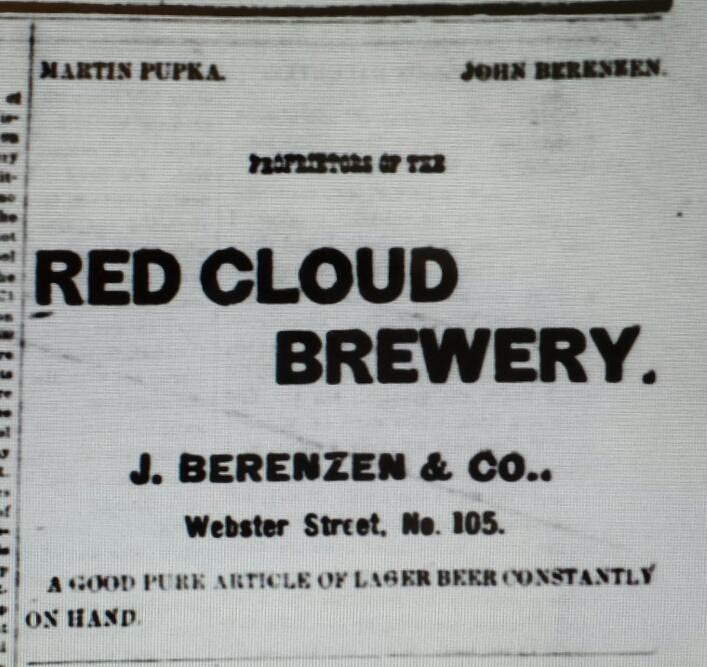 MARTIN PUPKA. JOHN BERENZEN.
PROPRIETORS OF THE
RED CLOUD
BREWERY.
J. BERENZEN & CO..
Webster Street, No. 105.
A GOOD PURE ARTICLE OF LAGER BEER CONSTANTLY
ON HAND.